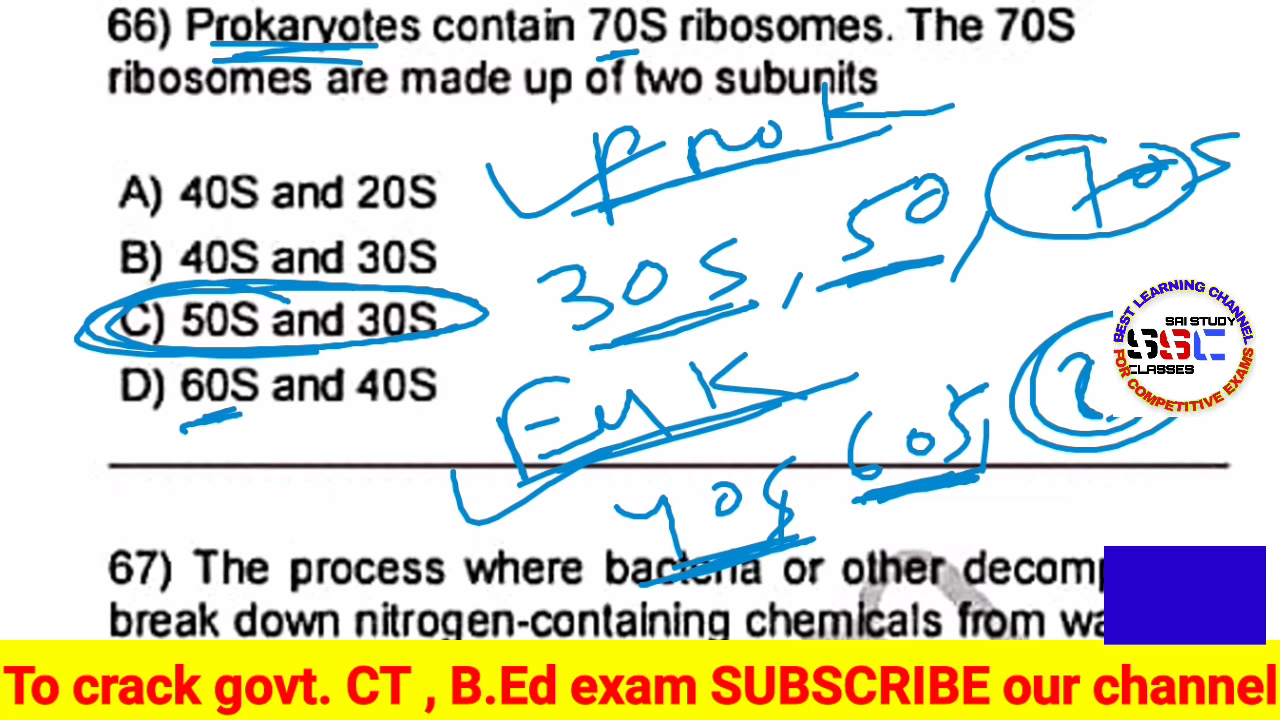 66) Prokaryotes contain 70S ribosomes. The 70S
ribosomes are made up of two subunits
A) 40S and 20S
B) 40S and 30S
C) 50S and 30S
D) 60S and 40S
Prok
30S, 50, 70S
Euk
40S 60S,
BEST LEARNING CHANNEL
SAI STUDY
SSC
CLASSES
FOR COMPETITIVE EXAMS
67) The process where bacteria or other
break down nitrogen-containing chemicals from
To crack govt. CT , B.Ed exam SUBSCRIBE our channel